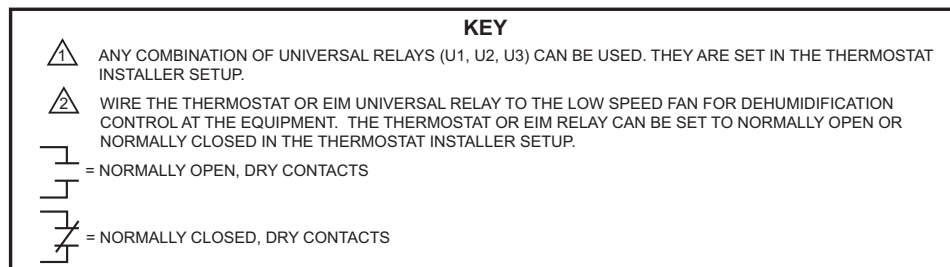 KEY
1 ANY COMBINATION OF UNIVERSAL RELAYS (U1, U2, U3) CAN BE USED. THEY ARE SET IN THE THERMOSTAT
INSTALLER SETUP.
2 WIRE THE THERMOSTAT OR EIM UNIVERSAL RELAY TO THE LOW SPEED FAN FOR DEHUMIDIFICATION
CONTROL AT THE EQUIPMENT. THE THERMOSTAT OR EIM RELAY CAN BE SET TO NORMALLY OPEN OR
NORMALLY CLOSED IN THE THERMOSTAT INSTALLER SETUP.
= NORMALLY OPEN, DRY CONTACTS
= NORMALLY CLOSED, DRY CONTACTS